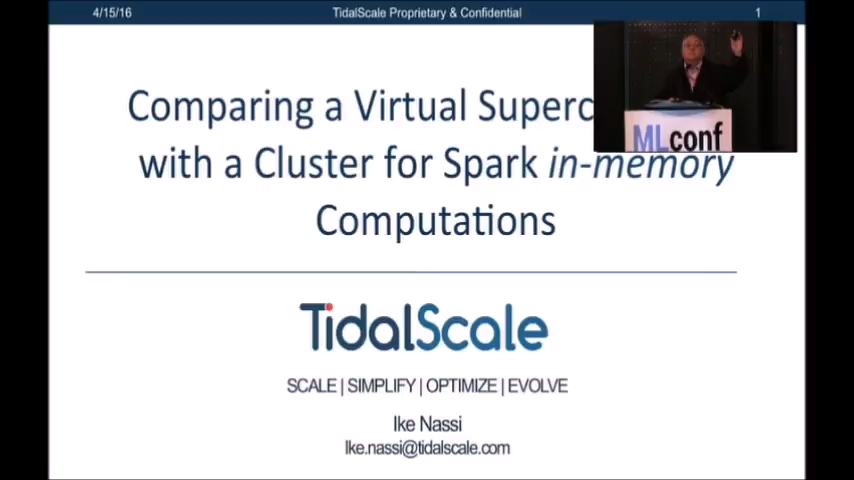 4/15/16 TidalScale Proprietary & Confidential 1
Comparing a Virtual
with a Cluster for Spark in-memory
Computations
MLconf
TidalScale
SCALE | SIMPLIFY | OPTIMIZE | EVOLVE
Ike Nassi
Ike.nassi@tidalscale.com